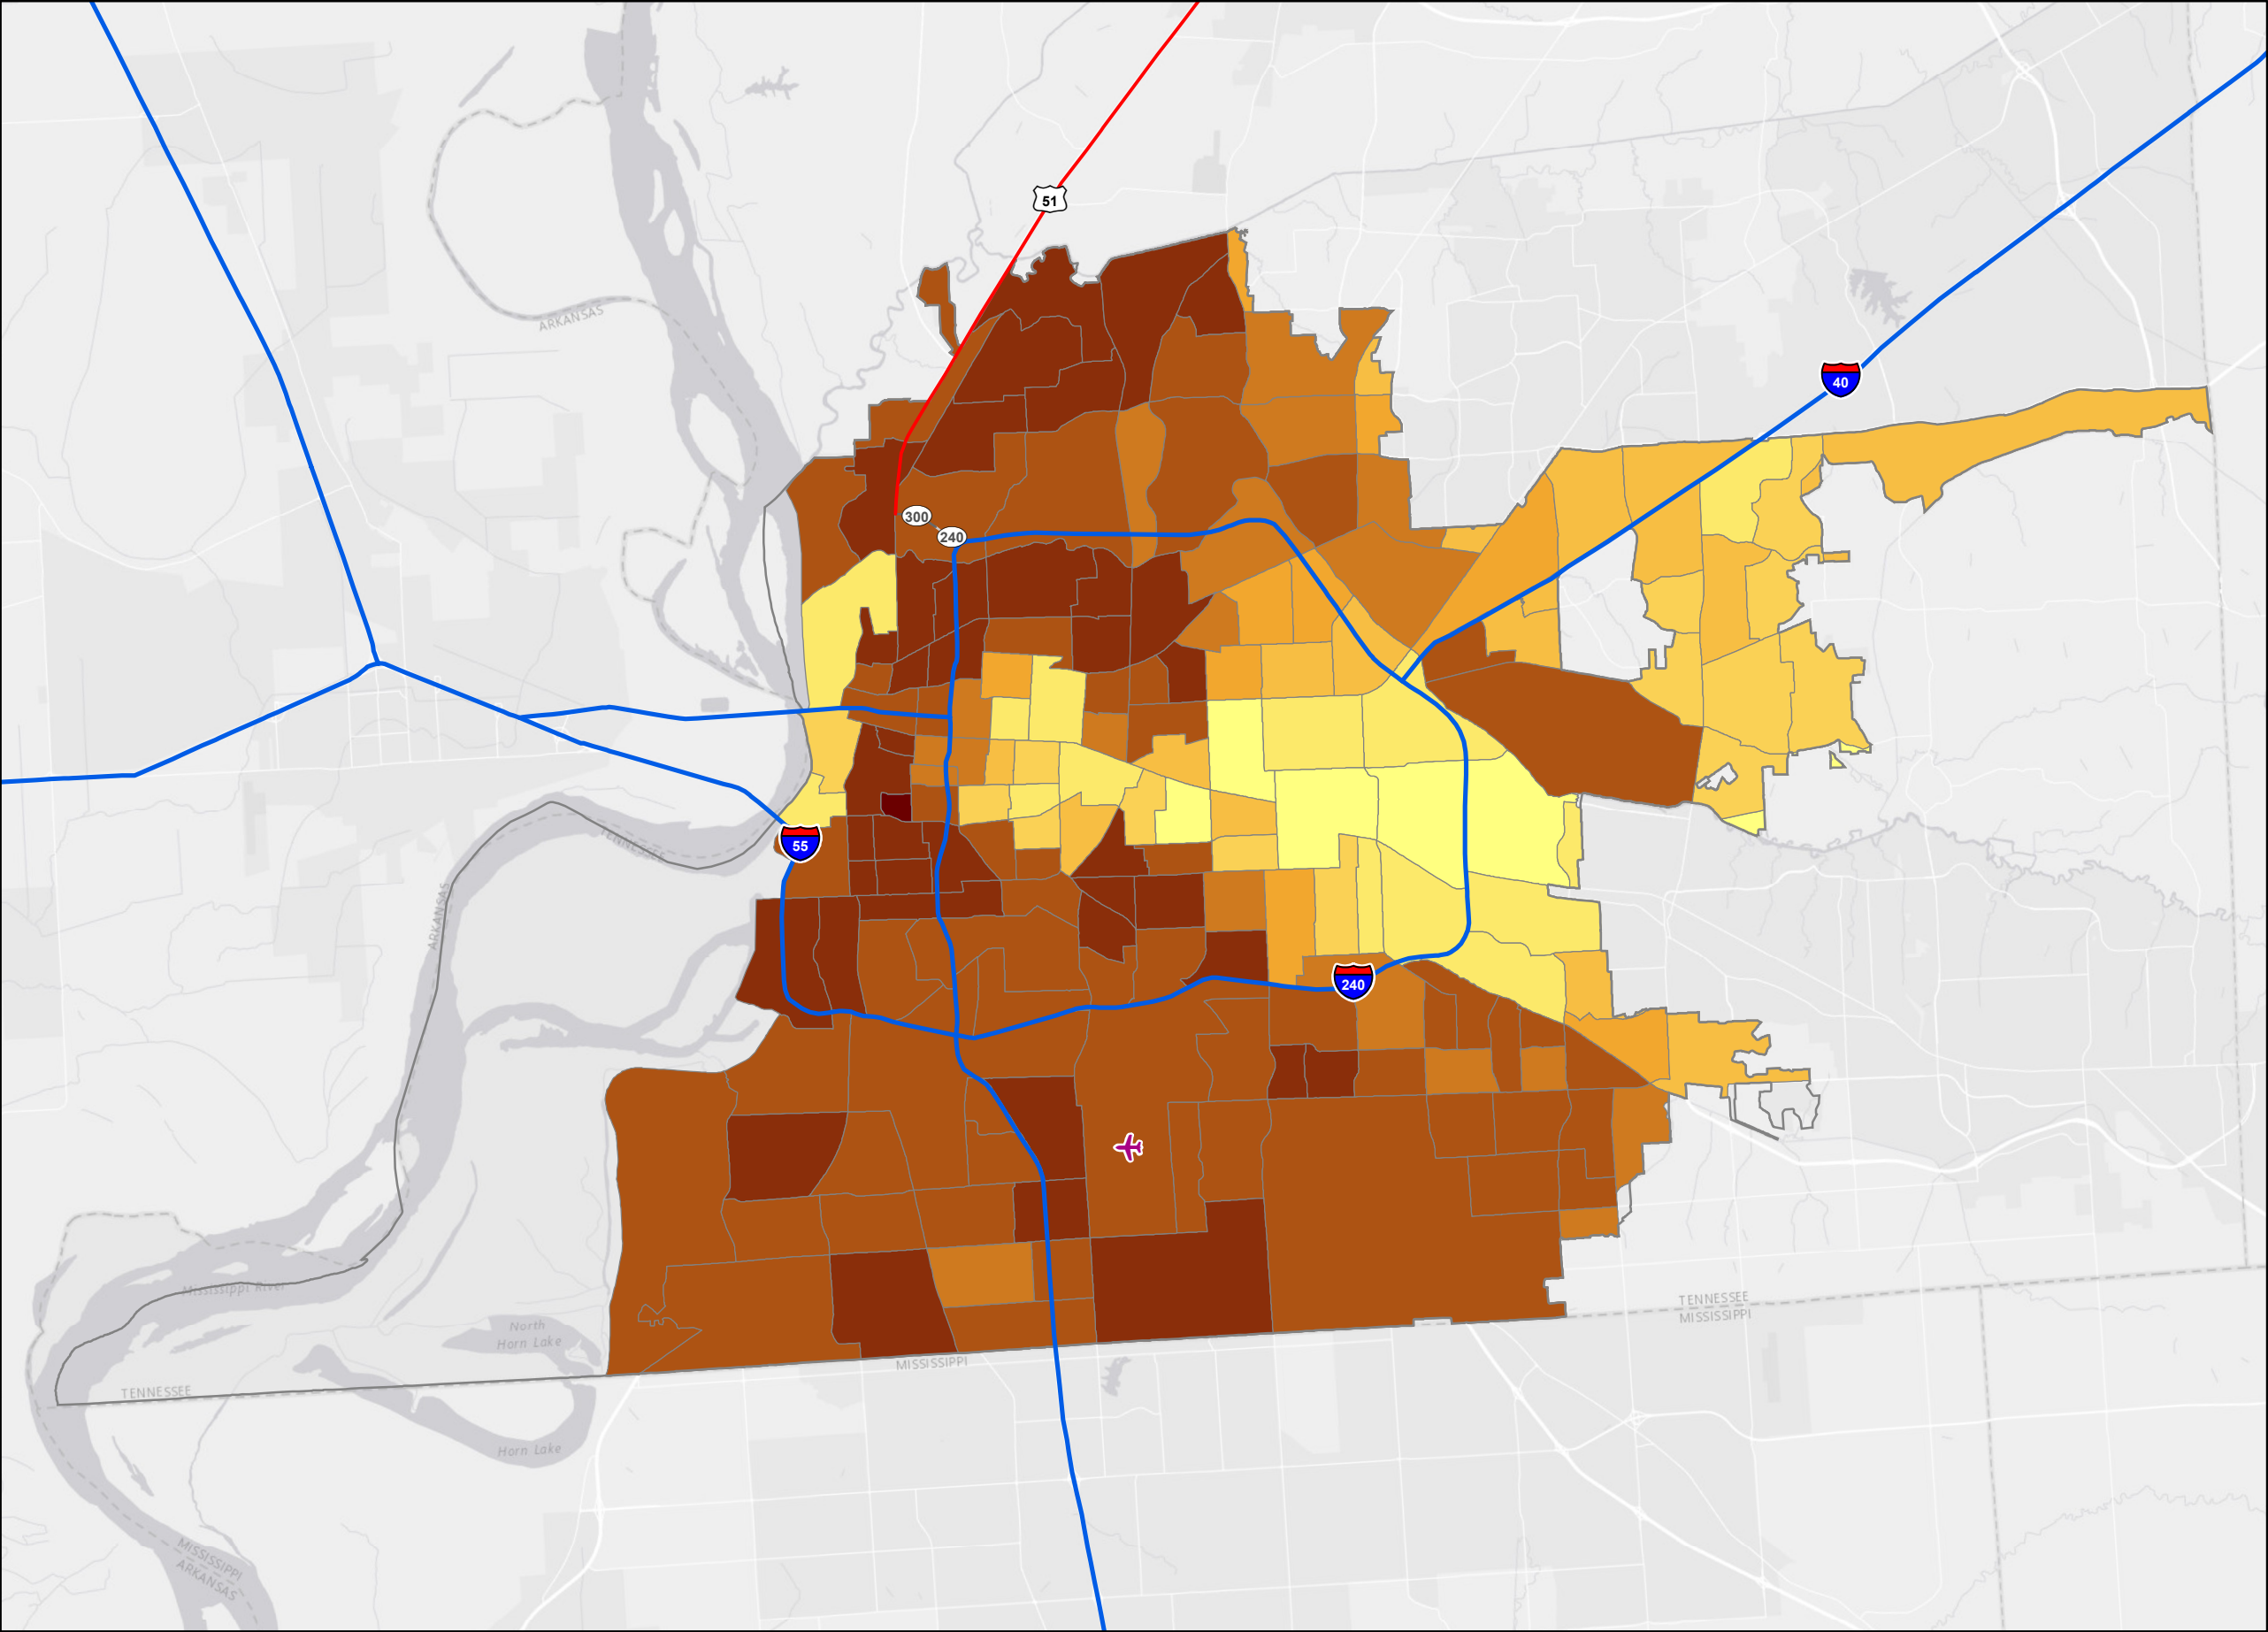 51
ARKANSAS
40
300
240
55
TENNESSEE
ARKANSAS
240
Mississippi River
TENNESSEE
MISSISSIPPI
North
Horn Lake
MISSISSIPPI
TENNESSEE
Horn Lake
MISSISSIPPI
ARKANSAS